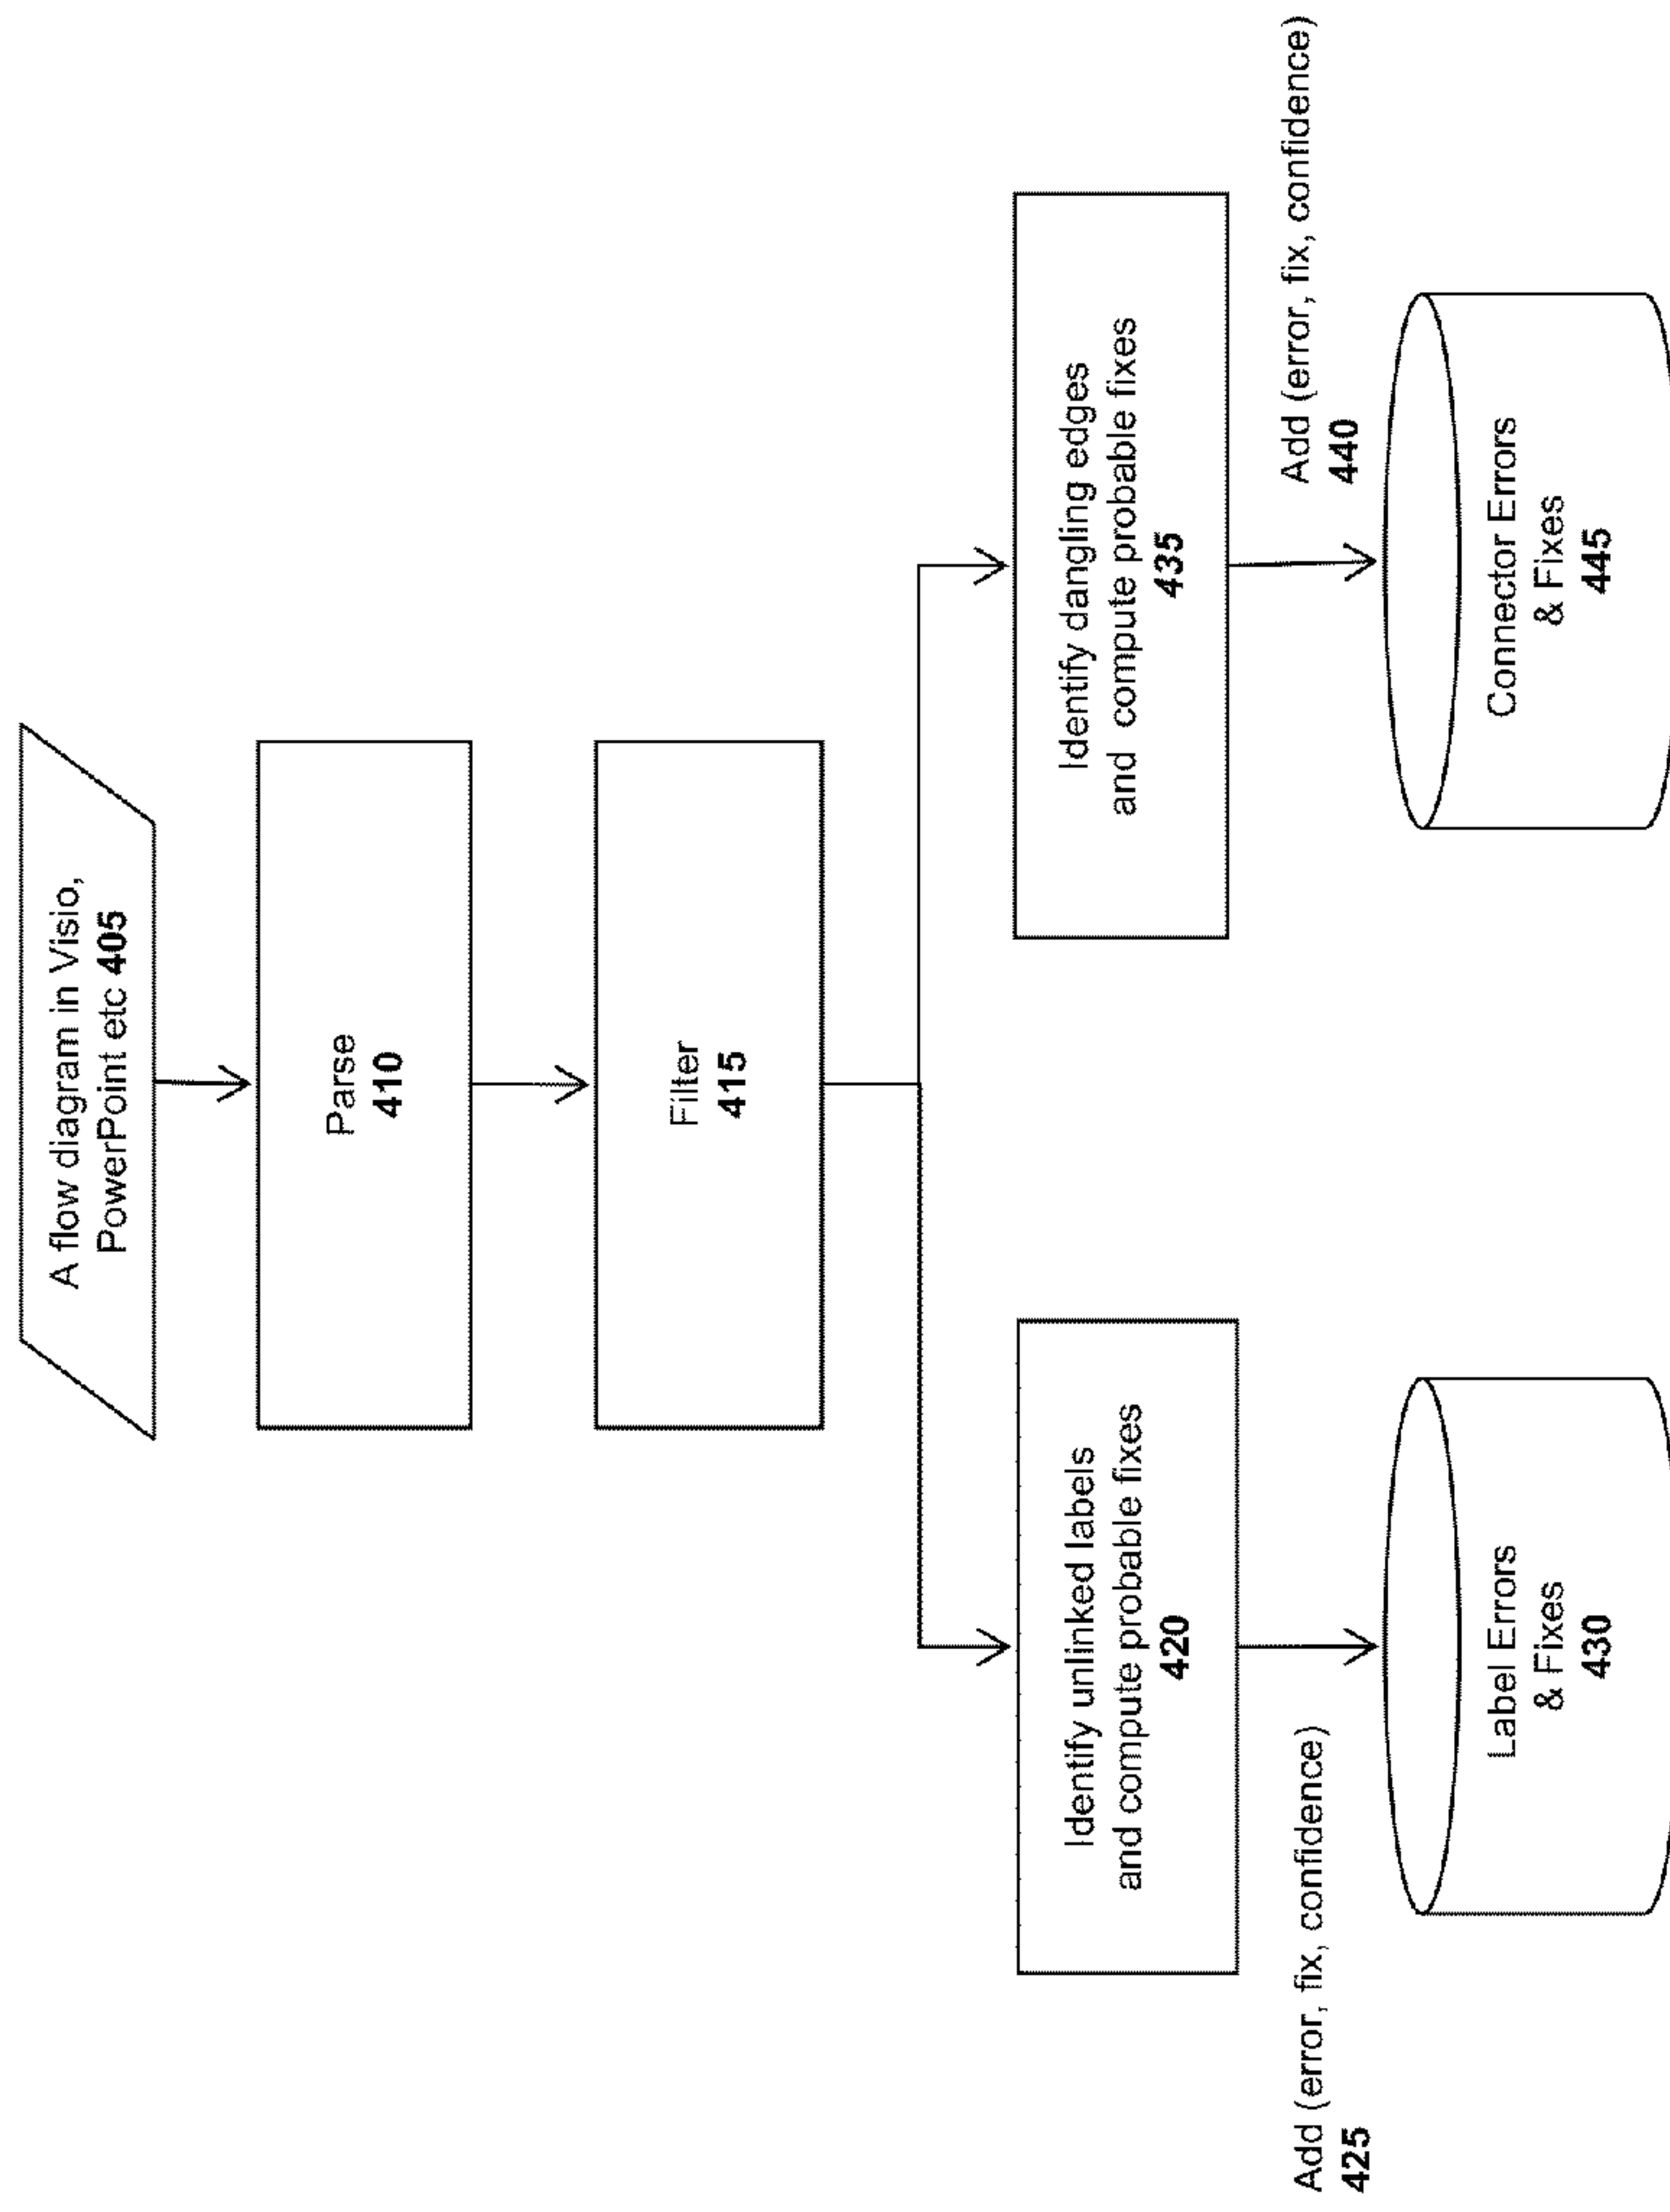 A flow diagram in Visio,
PowerPoint etc 405
Parse
410
Filter
415
Identify unlinked labels
and compute probable fixes
420
Add (error, fix, confidence)
425
Label Errors
& Fixes
430
Identify dangling edges
and compute probable fixes
435
Add (error, fix, confidence)
440
Connector Errors
& Fixes
445